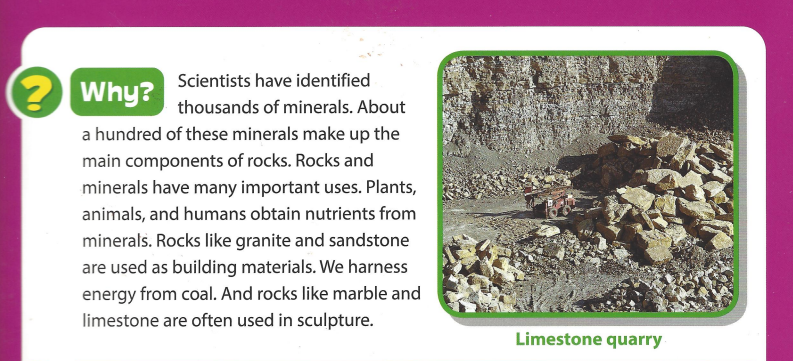 ?
Why?
Scientists have identified
thousands of minerals. About
a hundred of these minerals make up the
main components of rocks. Rocks and
minerals have many important uses. Plants,
animals, and humans obtain nutrients from
minerals. Rocks like granite and sandstone
are used as building materials. We harness
energy from coal. And rocks like marble and
limestone are often used in sculpture.
Limestone quarry